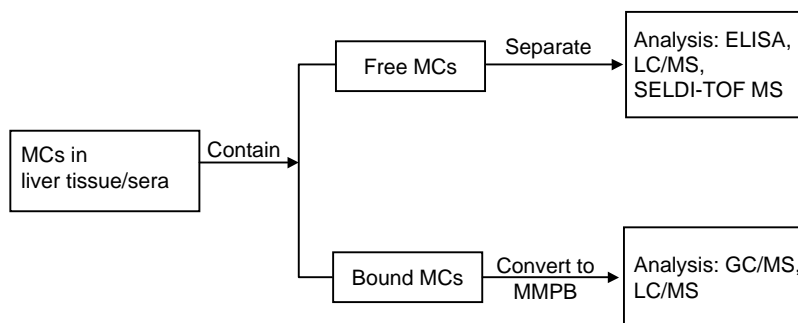 MCs in
liver tissue/sera
Contain
Free MCs
Separate
Analysis: ELISA,
LC/MS,
SELDI-TOF MS
Bound MCs
Convert to
MMPB
Analysis: GC/MS,
LC/MS